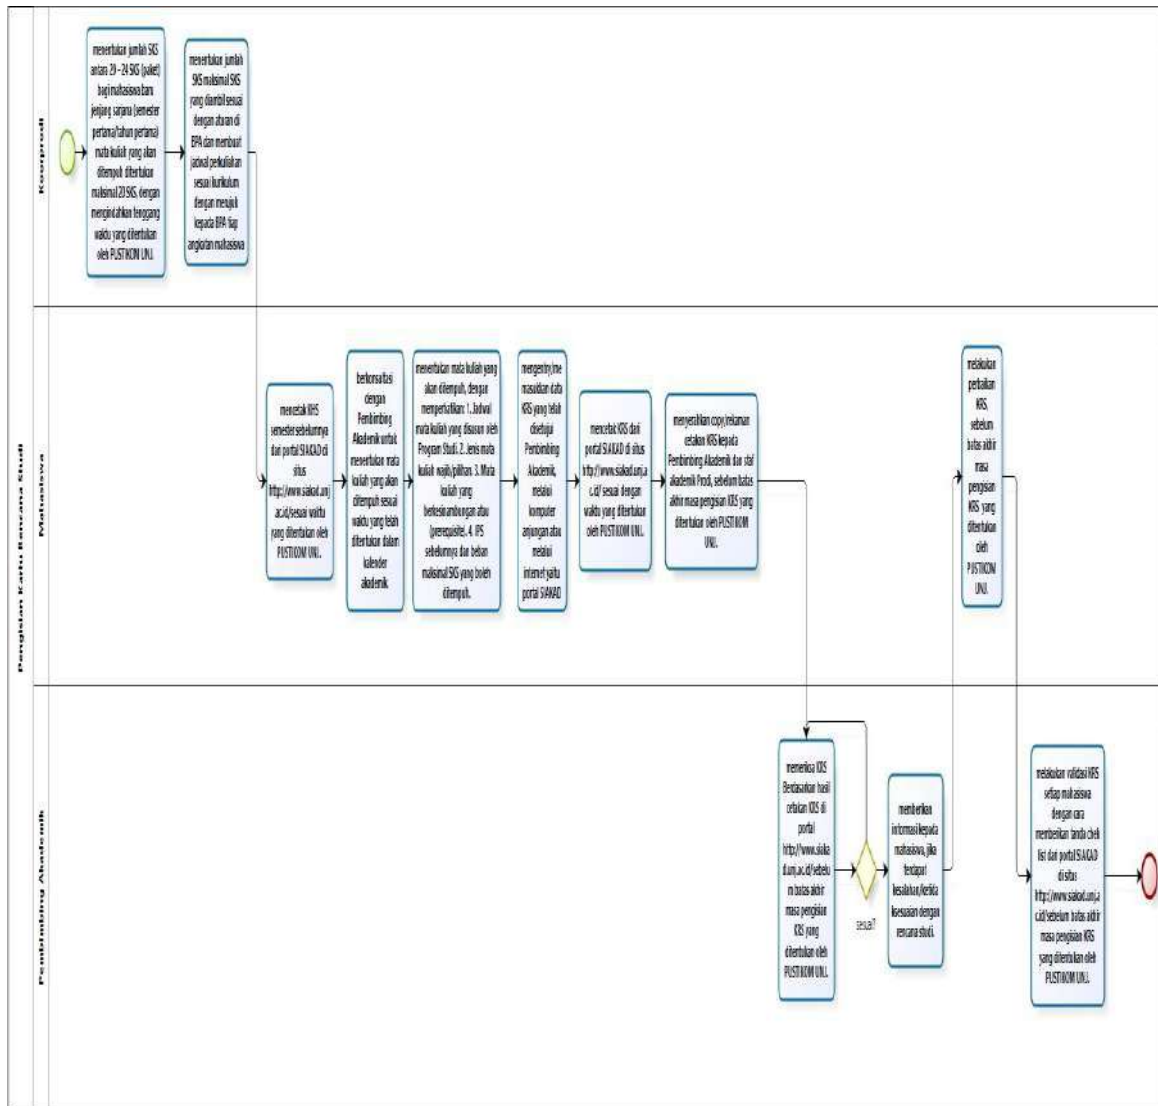 Pengisian Kartu Rencana Studi
Koorprodi
menentukan jumlah SKS
antara 29 - 24 SKS (paket)
bagi mahasiswa baru
jenjang sarjana (semester
pertama/tahun pertama)
mata kuliah yang akan
ditempuh ditentukan
maksimal 20 SKS, dengan
mengindahkan tenggang
waktu yang ditentukan
oleh PUSTIKOM UNJ.
menentukan jumlah
SKS maksimal SKS
yang diambil sesuai
dengan aturan di
BPA dan membuat
jadwal perkuliahan
sesuai kurikulum
dengan merujuk
kepada BPA tiap
angkatan mahasiswa
Mahasiswa
mencetak KHS
semester sebelumnya
dari portal SIAKAD di
situs
http://www.siakad.unj.
ac.id/sesuai waktu
yang ditentukan oleh
PUSTIKOM UNJ.
berkonsultasi
dengan
Pembimbing
Akademik untuk
menentukan mata
kuliah yang akan
ditempuh sesuai
waktu yang telah
ditentukan dalam
kalender
akademik.
menentukan mata kuliah yang
akan ditempuh, dengan
memperhatikan: 1. Jadwal
mata kuliah yang disusun oleh
Program Studi. 2. Jenis mata
kuliah wajib/pilihan. 3. Mata
kuliah yang
berkesinambungan atau
(prerequisite). 4. IPS
sebelumnya dan beban
maksimal SKS yang boleh
ditempuh.
mengentry/me
masukkan data
KRS yang telah
disetujui
Pembimbing
Akademik,
melalui
komputer
anjungan atau
melalui
internet yaitu
portal SIAKAD
mencetak KRS dari
portal SIAKAD di
situs
http://www.siakad.unj.a
c.id/ sesuai dengan
waktu yang ditentukan
oleh PUSTIKOM UNJ.
menyerahkan copy/rekaman
cetakan KRS kepada
Pembimbing Akademik dan staf
akademik Prodi, sebelum batas
akhir masa pengisian KRS yang
ditentukan oleh PUSTIKOM
UNJ.
melakukan
perbaikan
KRS,
sebelum
batas akhir
masa
pengisian
KRS yang
ditentukan
oleh
PUSTIKOM
UNJ.
Pembimbing Akademik
memeriksa KRS
Berdasarkan hasil
cetakan KRS di
portal
http://www.siaka
d.unj.ac.id/sebelu
m batas akhir
masa pengisian
KRS yang
ditentukan oleh
PUSTIKOM UNJ.
sesuai?
memberikan
informasi kepada
mahasiswa, jika
terdapat
kesalahan/ketida
ksesuaian dengan
rencana studi.
melakukan validasi KRS
setiap mahasiswa
dengan cara
memberikan tanda chek
list dari portal SIAKAD
di situs
http://www.siakad.unj.a
c.id/sebelum batas akhir
masa pengisian KRS
yang ditentukan oleh
PUSTIKOM UNJ.